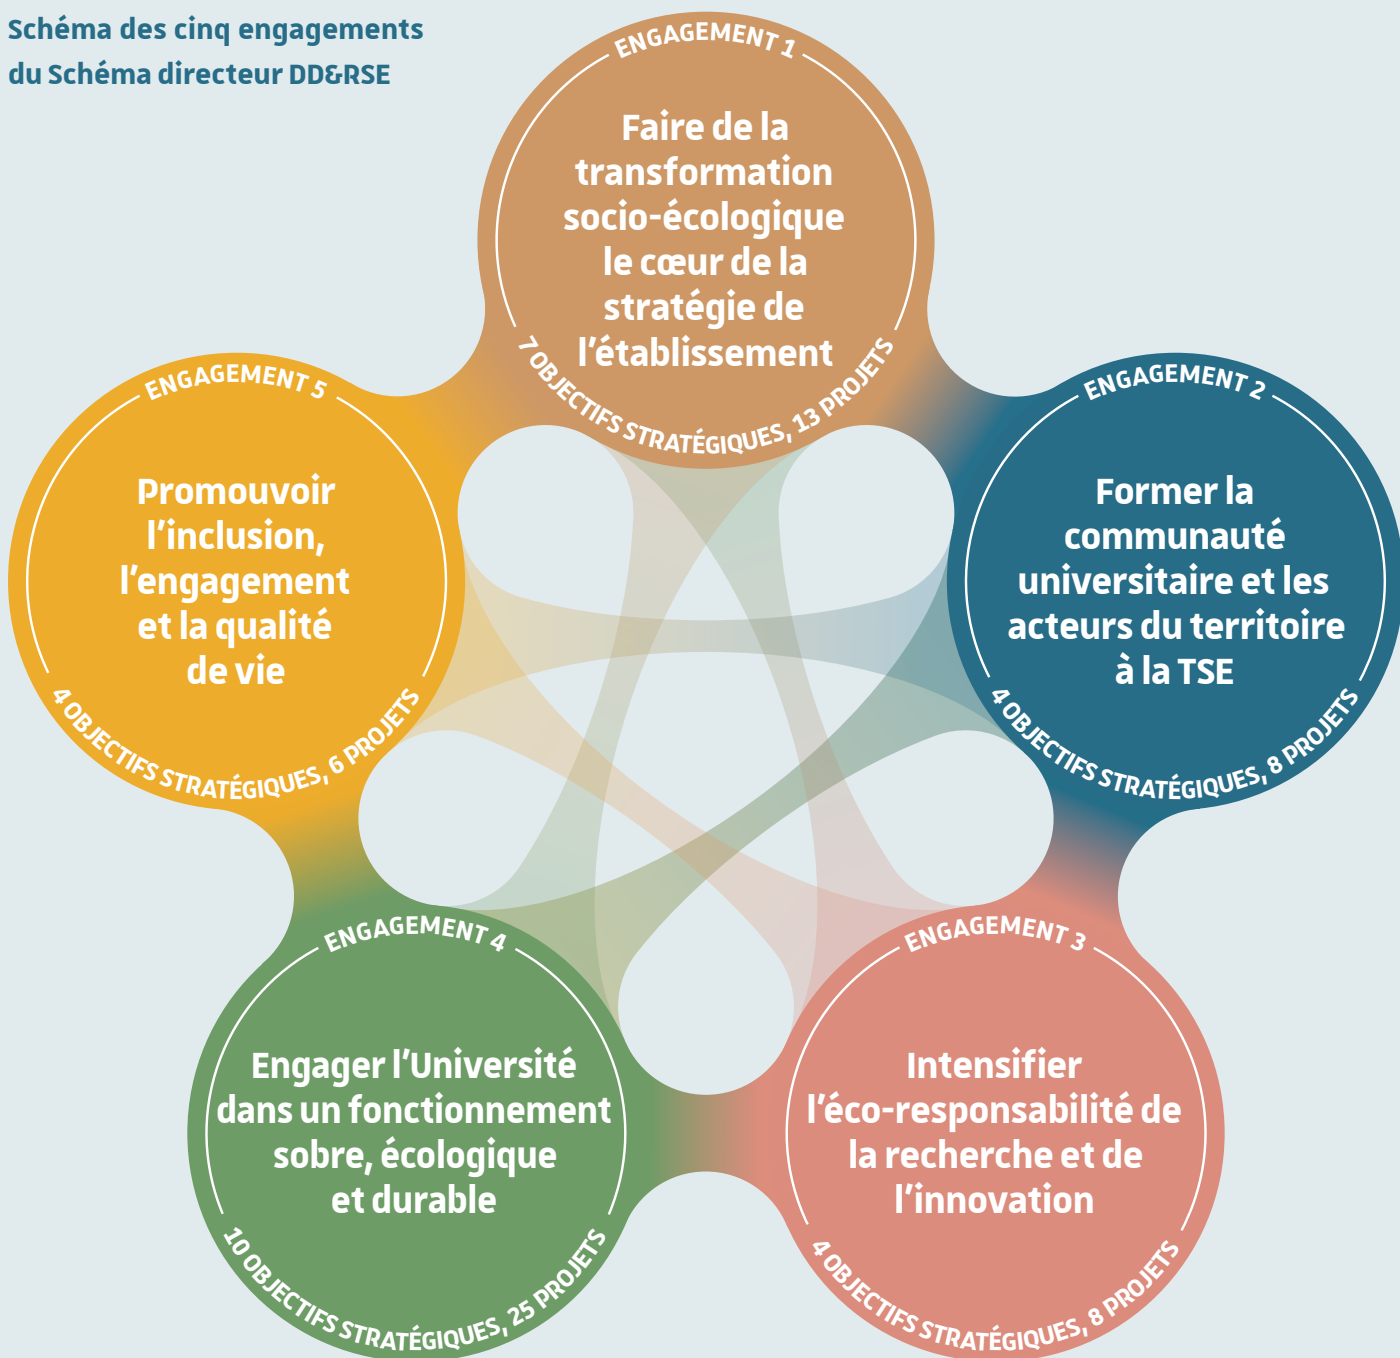 Schéma des cinq engagements
du Schéma directeur DD&RSE
ENGAGEMENT 1
Faire de la
transformation
socio-écologique
le cœur de la
stratégie de
l'établissement
7 OBJECTIFS STRATÉGIQUES, 13 PROJETS
ENGAGEMENT 2
Former la
communauté
universitaire et les
acteurs du territoire
à la TSE
4 OBJECTIFS STRATÉGIQUES, 8 PROJETS
ENGAGEMENT 3
Intensifier
l'éco-responsabilité de
la recherche et de
l'innovation
4 OBJECTIFS STRATÉGIQUES, 8 PROJETS
ENGAGEMENT 4
Engager l'Université
dans un fonctionnement
sobre, écologique
et durable
10 OBJECTIFS STRATÉGIQUES, 25 PROJETS
ENGAGEMENT 5
Promouvoir
l'inclusion,
l'engagement
et la qualité
de vie
4 OBJECTIFS STRATÉGIQUES, 6 PROJETS